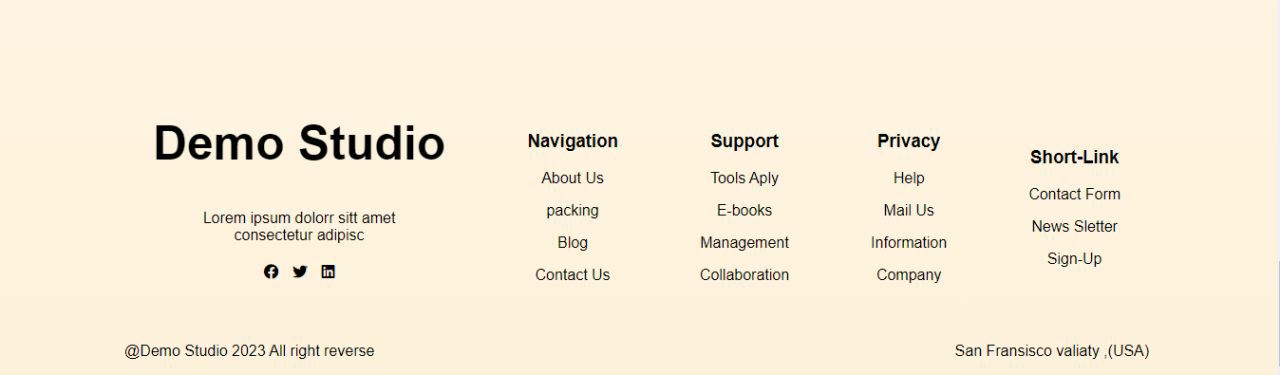 Demo Studio
Lorem ipsum dolorr sitt amet
consectetur adipisc
Navigation
About Us
packing
Blog
Contact Us
Support
Tools Aply
E-books
Management
Collaboration
Privacy
Help
Mail Us
Information
Company
Short-Link
Contact Form
News Sletter
Sign-Up
@Demo Studio 2023 All right reverse
San Fransisco valiaty ,(USA)